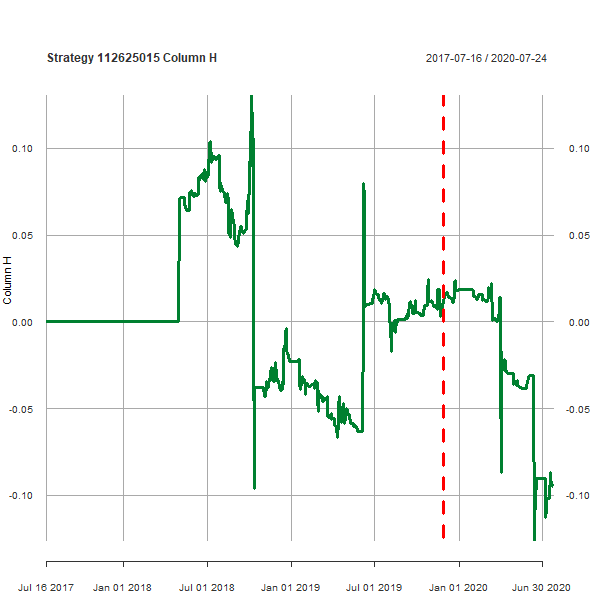 Strategy 112625015 Column H
2017-07-16 / 2020-07-24
Column H
0.10 0.10
0.05 0.05
0.00 0.00
-0.05 -0.05
-0.10 -0.10
Jul 16 2017 Jan 01 2018 Jul 01 2018 Jan 01 2019 Jul 01 2019 Jan 01 2020 Jun 30 2020